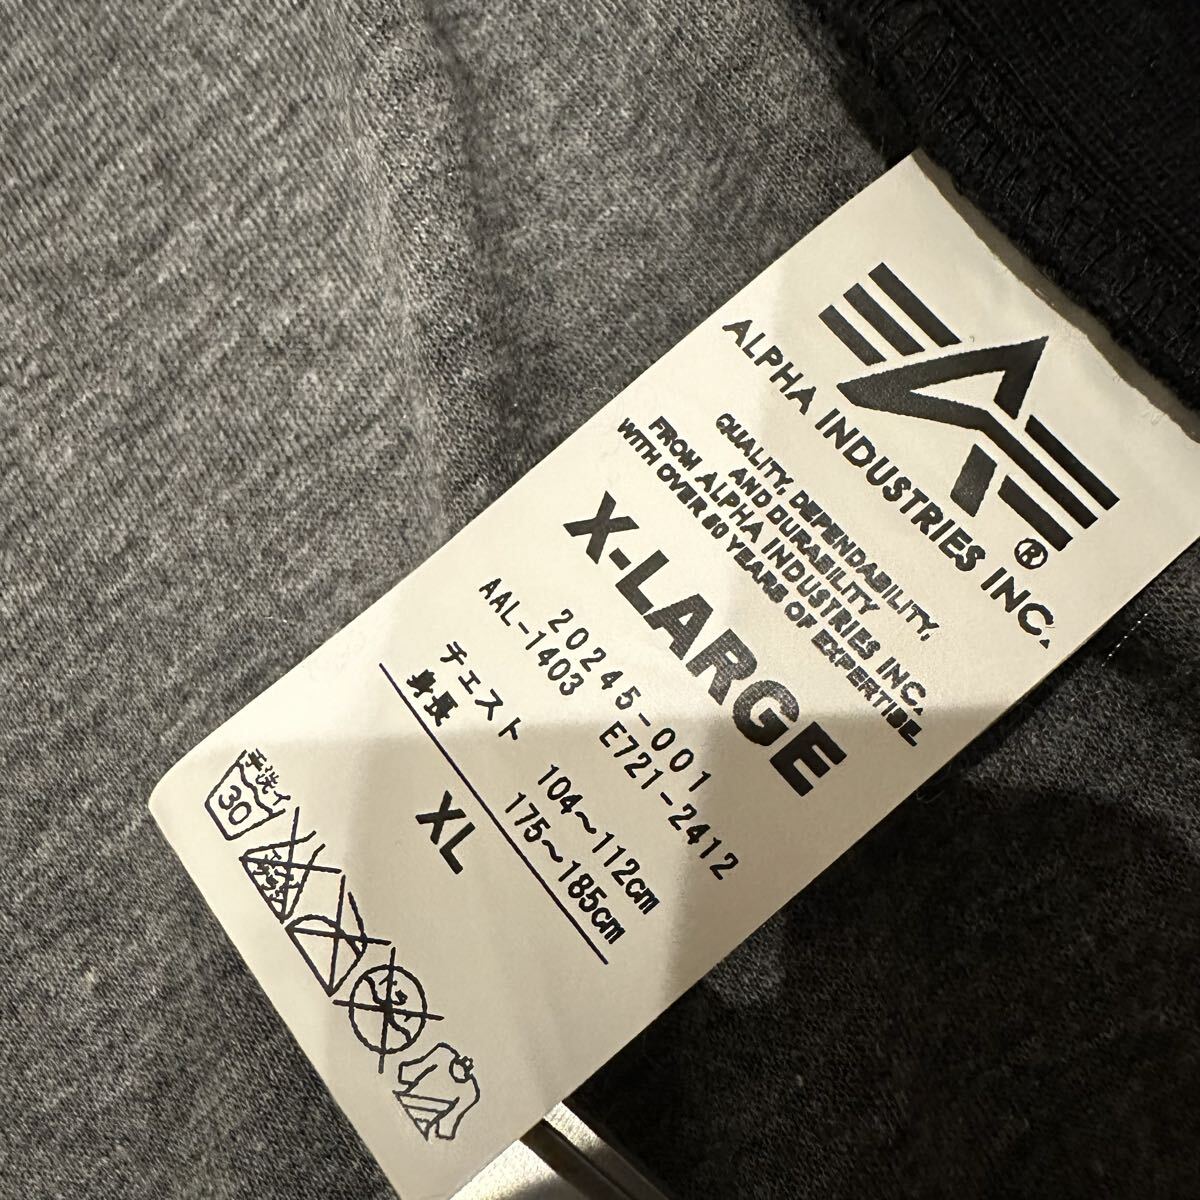 ALPHA INDUSTRIES INC.
QUALITY, DEPENDABILITY,
AND DURABILITY
FROM ALPHA INDUSTRIES INC.
WITH OVER 50 YEARS OF EXPERTISE.
X-LARGE
20245-001
AAL-1403 E721-2412
チェスト 104～112cm
身長 175～185cm
XL
手洗イ
30